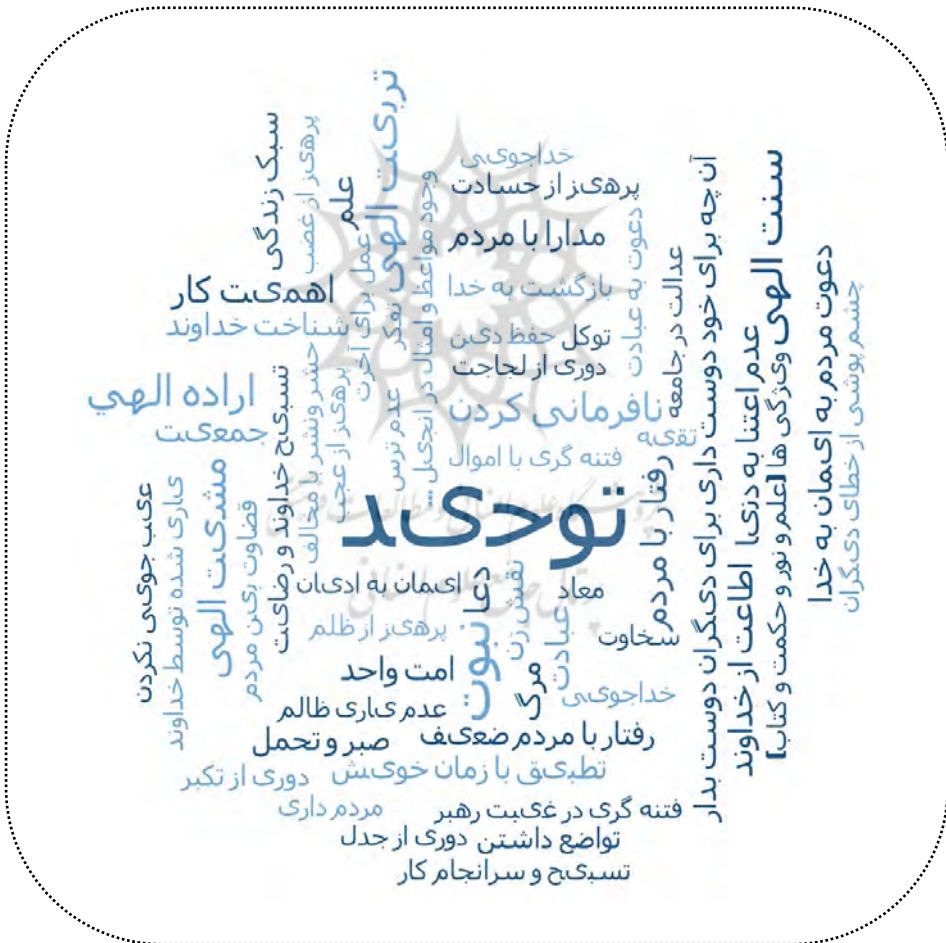 خداجویی
پرهیز از حسادت
مدارا با مردم
بازگشت به خدا
توکل
حفظ دین
دوری از لجاجت
نافرمانی کردن
تقیه
فتنه گری با اموال
توحید
تربیت الهی
سبک زندگی
پرهیز از غضب
علم
وجود مواعظ و امثال در انجیل...
عمل برای آخرت
تفکر
دعوت به عبادت
عدالت در جامعه
آن چه برای خود دوست داری برای دیگران دوست بدار
سنت الهی
عدم اعتنا به دنیا
ویژگی ها [علم و نور و حکمت و کتاب]
اطاعت از خداوند
دعوت مردم به ایمان به خدا
چشم پوشی از خطای دیگران
رفتار با مردم
اهمیت کار
شناخت خداوند
اراده الهي
جمعیت
تسبیح خداوند و رضایت
حشر ونشر با مخالف
پرهیز از عجب
عدم ترس
عیب جویی نکردن
یاری شده توسط خداوند
مشیت الهی
قضاوت بین مردم
ایمان به ادیان
پرهیز از ظلم
امت واحد
دعا
نبوت
نقش زن
معاد
عبادت
مرگ
سخاوت
خداجویی
عدم یاری ظالم
رفتار با مردم ضعیف
صبر و تحمل
تطبیق با زمان خویش
دوری از تکبر
فتنه گری در غیبت رهبر
مردم داری
تواضع داشتن
دوری از جدل
تسبیح و سرانجام کار